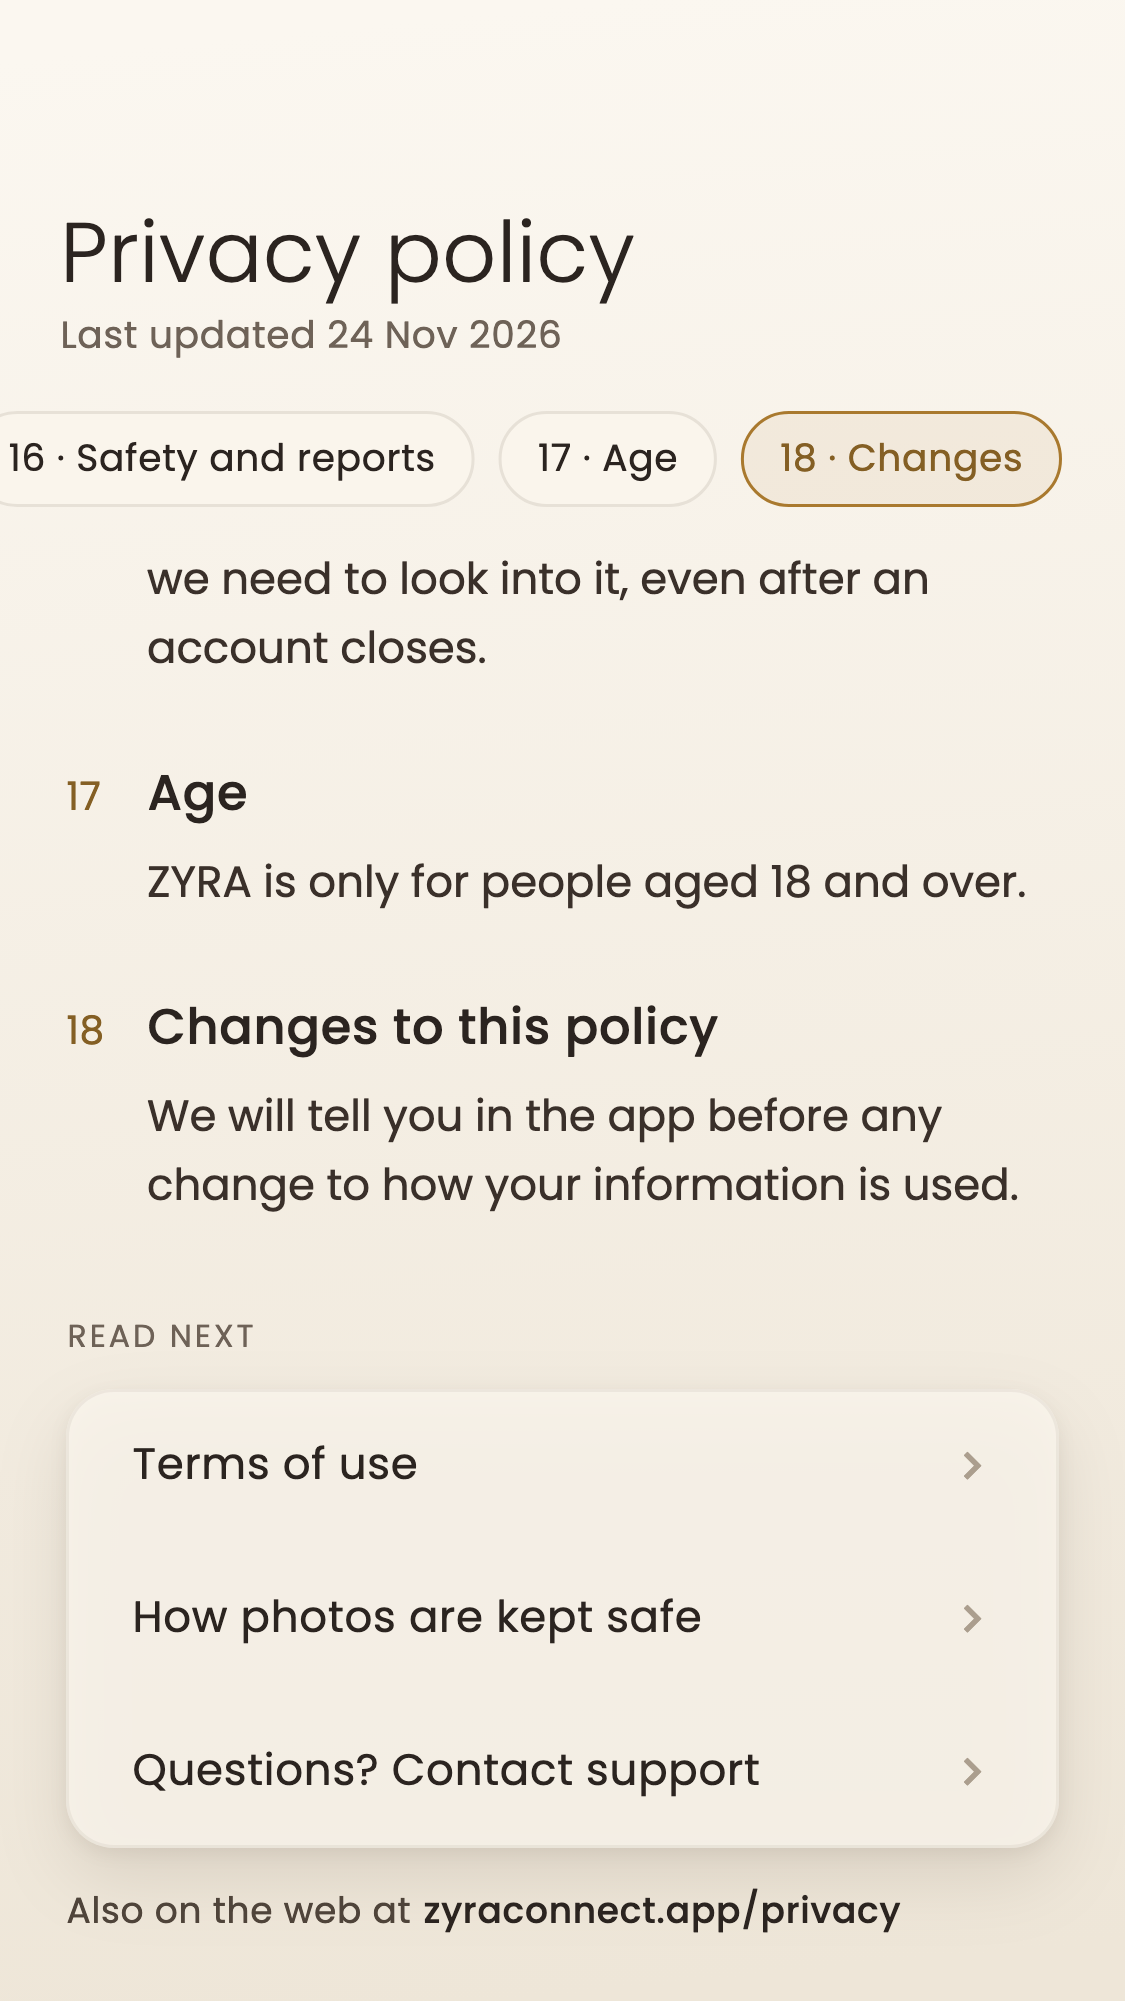 Privacy policy
Last updated 24 Nov 2026
16 · Safety and reports
17 · Age
18 · Changes
we need to look into it, even after an
account closes.
17 Age
ZYRA is only for people aged 18 and over.
18 Changes to this policy
We will tell you in the app before any
change to how your information is used.
READ NEXT
Terms of use
How photos are kept safe
Questions? Contact support
Also on the web at zyraconnect.app/privacy